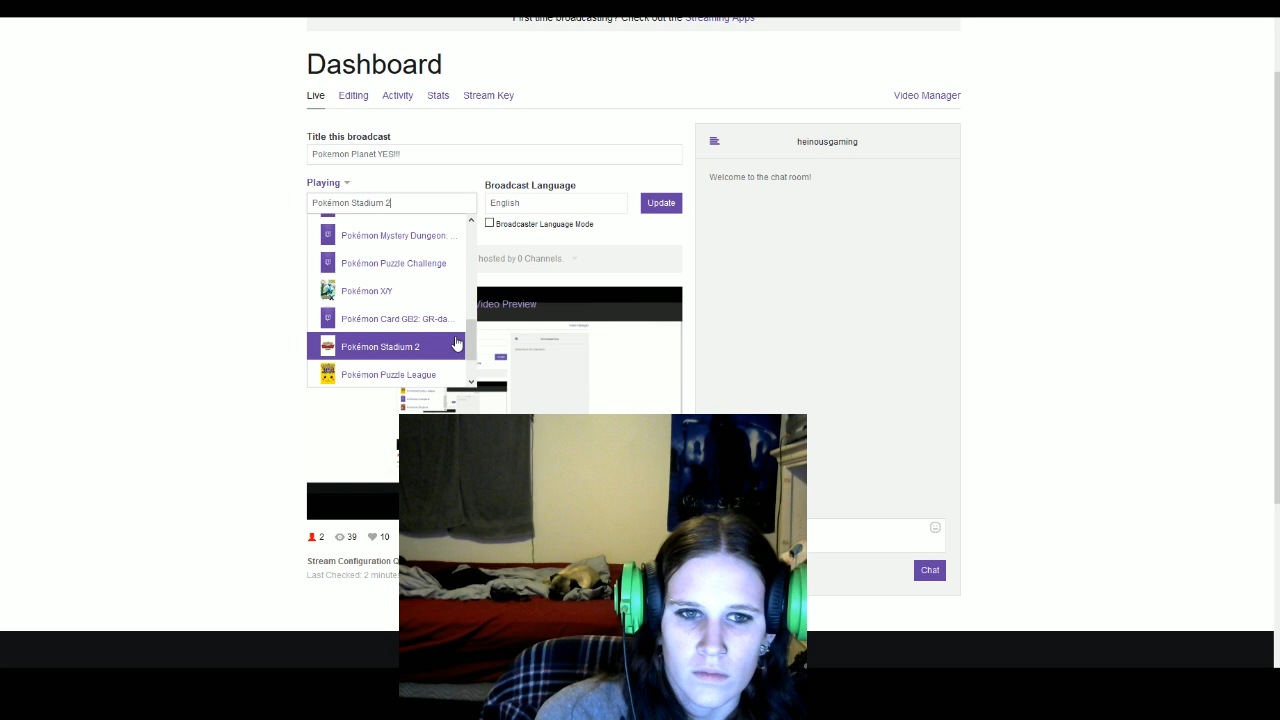 First time broadcasting? Check out the Streaming Apps
Dashboard
Live Editing Activity Stats Stream Key Video Manager
Title this broadcast
Pokemon Planet YES!!!
Playing
Pokémon Stadium 2
Broadcast Language
English
Update
Broadcaster Language Mode
Pokémon Mystery Dungeon: ...
Pokémon Puzzle Challenge
Pokémon X/Y
Pokémon Card GB2: GR-da...
Pokémon Stadium 2
Pokémon Puzzle League
hosted by 0 Channels.
Video Preview
2 39 10
Stream Configuration Q
Last Checked: 2 minute
heinousgaming
Welcome to the chat room!
Chat